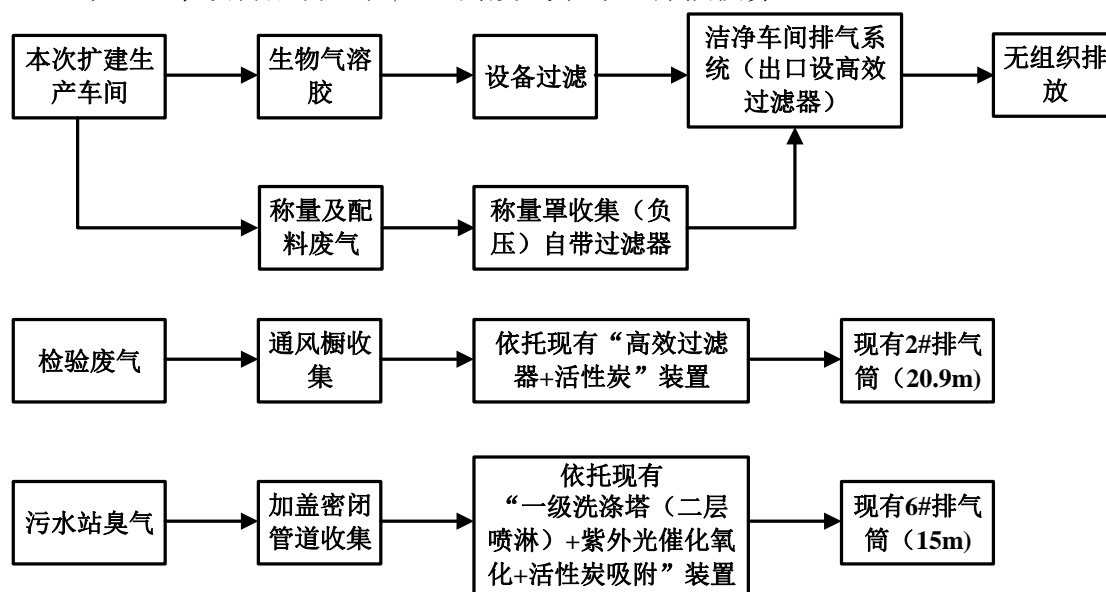 本次扩建生
产车间
生物气溶
胶
设备过滤
洁净车间排气系
统（出口设高效
过滤器）
无组织排
放
称量及配
料废气
称量罩收集（负
压）自带过滤器
检验废气
通风橱收
集
依托现有“高效过滤
器+活性炭”装置
现有2#排气
筒（20.9m)
污水站臭气
加盖密闭
管道收集
依托现有
“一级洗涤塔（二层
喷淋）+紫外光催化氧
化+活性炭吸附”装置
现有6#排气
筒（15m)